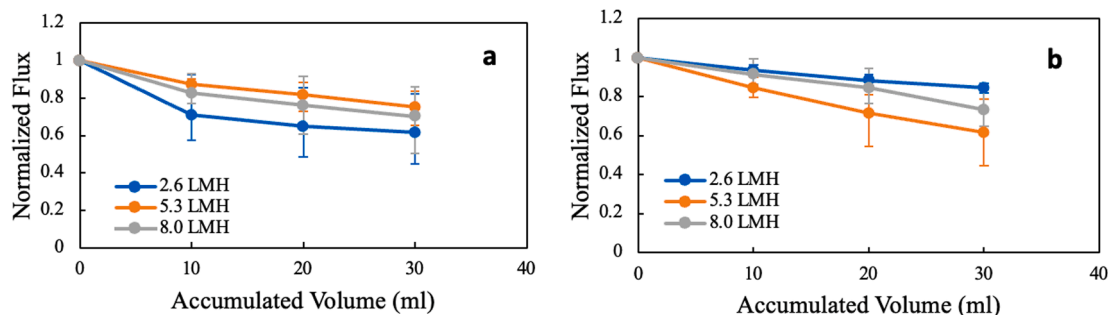 a
Normalized Flux
1.2
1
0.8
0.6
0.4
0.2
0
2.6 LMH
5.3 LMH
8.0 LMH
0 10 20 30 40
Accumulated Volume (ml)
b
Normalized Flux
1.2
1
0.8
0.6
0.4
0.2
0
2.6 LMH
5.3 LMH
8.0 LMH
0 10 20 30 40
Accumulated Volume (ml)